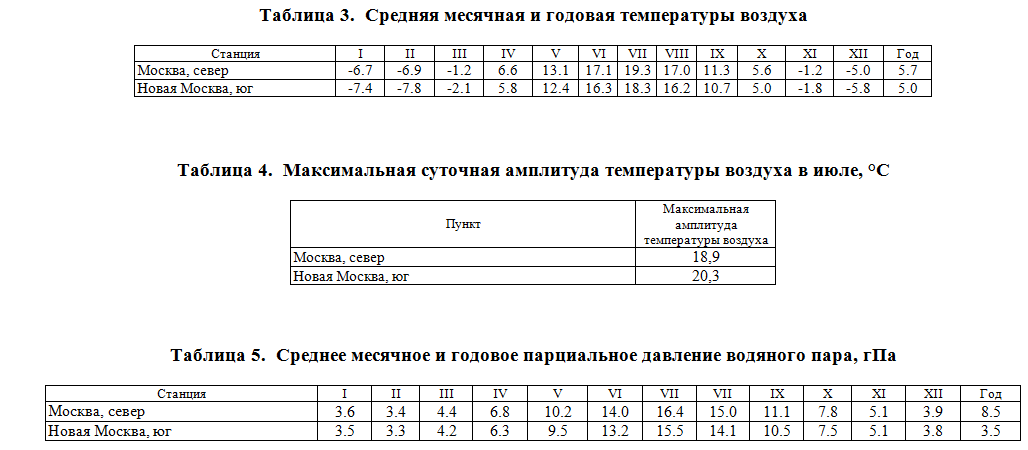 Таблица 3. Средняя месячная и годовая температуры воздуха
Станция I II III IV V VI VII VIII IX X XI XII Год
Москва, север -6.7 -6.9 -1.2 6.6 13.1 17.1 19.3 17.0 11.3 5.6 -1.2 -5.0 5.7
Новая Москва, юг -7.4 -7.8 -2.1 5.8 12.4 16.3 18.3 16.2 10.7 5.0 -1.8 -5.8 5.0
Таблица 4. Максимальная суточная амплитуда температуры воздуха в июле, °С
Пункт Максимальная
амплитуда
температуры воздуха
Москва, север 18,9
Новая Москва, юг 20,3
Таблица 5. Среднее месячное и годовое парциальное давление водяного пара, гПа
Станция I II III IV V VI VII VII IX X XI XII Год
Москва, север 3.6 3.4 4.4 6.8 10.2 14.0 16.4 15.0 11.1 7.8 5.1 3.9 8.5
Новая Москва, юг 3.5 3.3 4.2 6.3 9.5 13.2 15.5 14.1 10.5 7.5 5.1 3.8 3.5